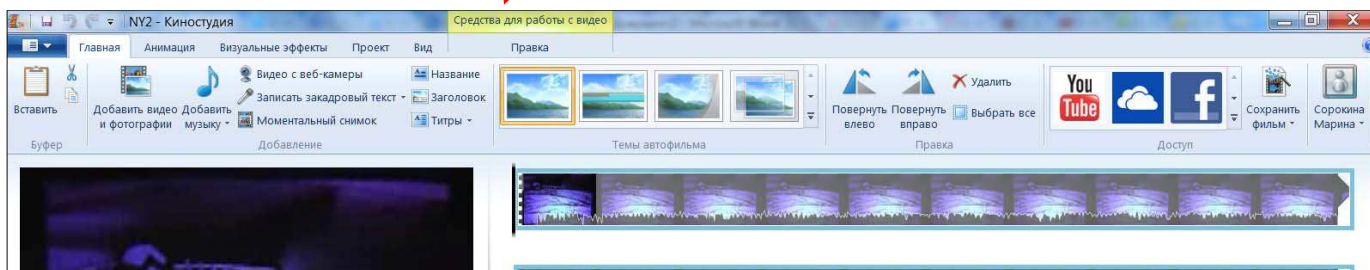 NY2 - Киностудия
Средства для работы с видео
Главная Анимация Визуальные эффекты Проект Вид Правка
Вставить
Буфер
Добавить видео и фотографии
Добавить музыку
Видео с веб-камеры
Записать закадровый текст
Моментальный снимок
Название
Заголовок
Титры
Добавление
Темы автофильма
Повернуть влево
Повернуть вправо
Удалить
Выбрать все
Правка
You
Tube
f
Доступ
Сохранить фильм
Сорокина Марина